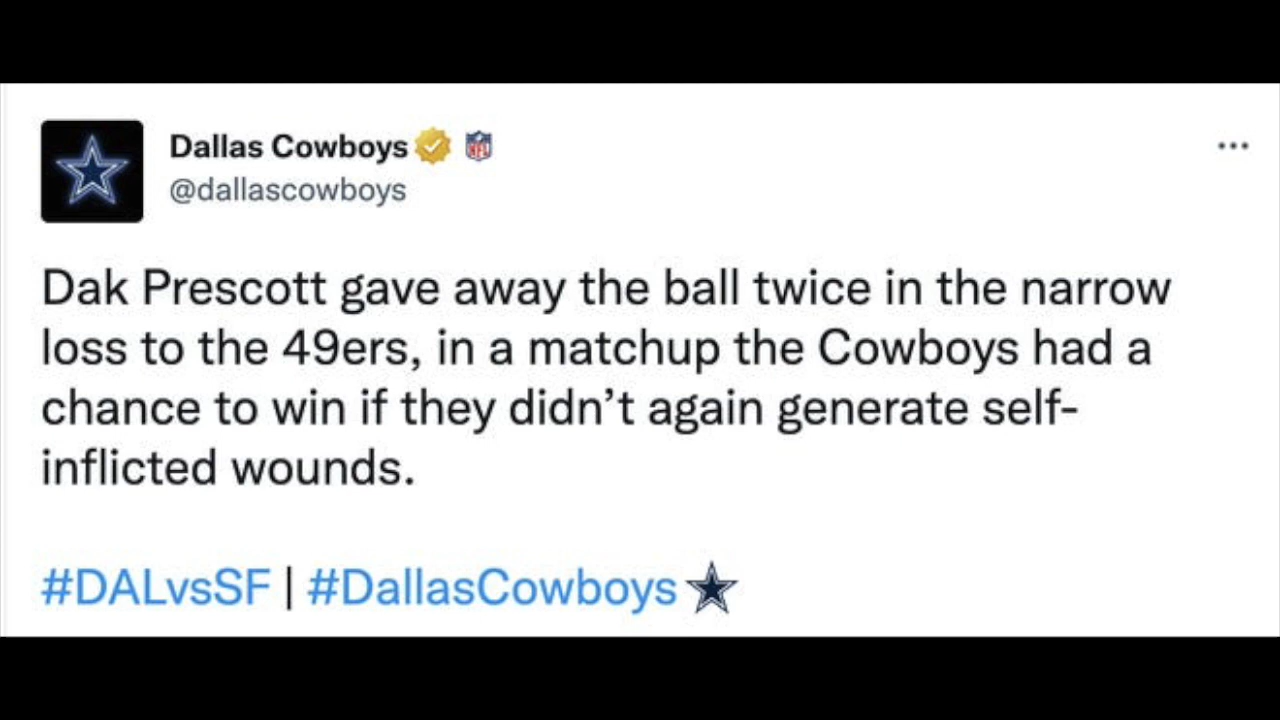 Dallas Cowboys
@dallascowboys
Dak Prescott gave away the ball twice in the narrow
loss to the 49ers, in a matchup the Cowboys had a
chance to win if they didn’t again generate self-
inflicted wounds.
#DALvsSF | #DallasCowboys